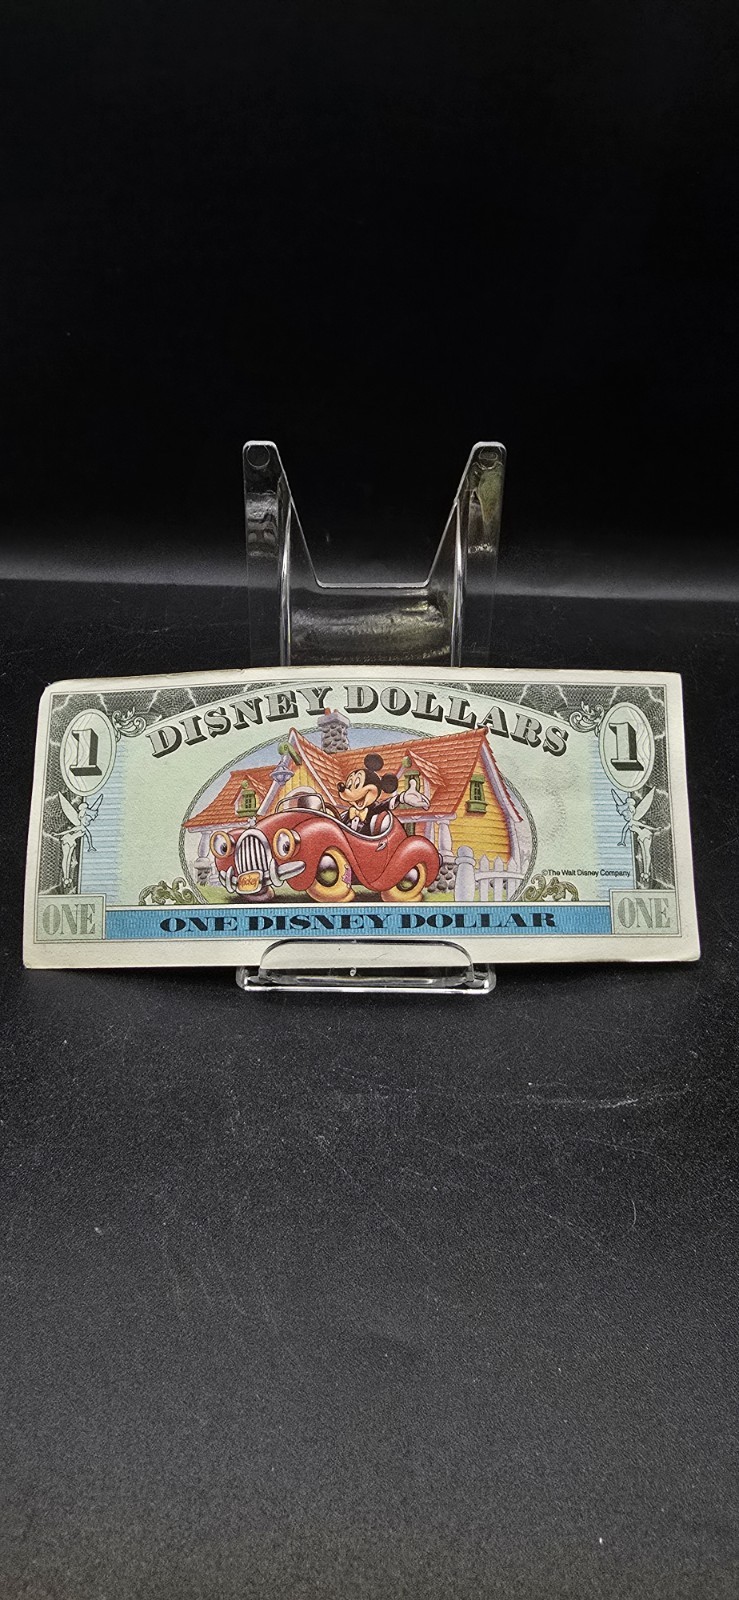 DISNEY DOLLARS
1
1
©The Walt Disney Company
ONE
ONE DISNEY DOLLAR
ONE